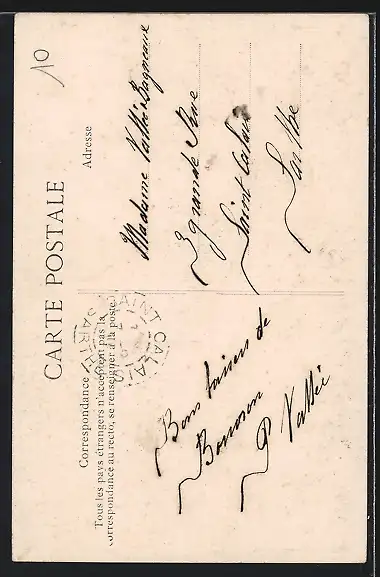 10
CARTE POSTALE
Correspondance
Tous les pays étrangers n'acceptent pas la
correspondance au recto, se renseigner à la poste.
Adresse
Bons baisers de
P Vallée
Madame Vallée
Grande Rue
Saint Calais
Sarthe
SAINT CALAIS
SARTHE